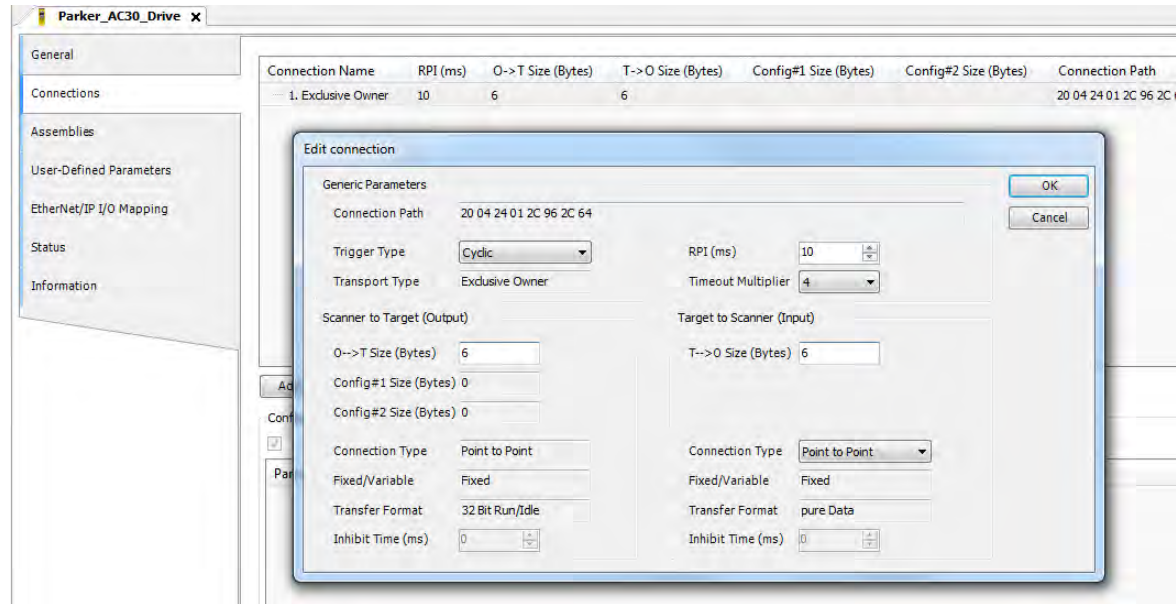 Parker_AC30_Drive X
General
Connections
Assemblies
User-Defined Parameters
EtherNet/IP I/O Mapping
Status
Information
Connection Name RPI (ms) O->T Size (Bytes) T->O Size (Bytes) Config#1 Size (Bytes) Config#2 Size (Bytes) Connection Path
1. Exclusive Owner 10 6 6 20 04 24 01 2C 96 2C
Edit connection
Generic Parameters
OK
Connection Path 20 04 24 01 2C 96 2C 64
Cancel
Trigger Type Cyclic RPI (ms) 10
Transport Type Exclusive Owner Timeout Multiplier 4
Scanner to Target (Output) Target to Scanner (Input)
O-->T Size (Bytes) 6 T-->O Size (Bytes) 6
Config#1 Size (Bytes) 0
Config#2 Size (Bytes) 0
Connection Type Point to Point Connection Type Point to Point
Fixed/Variable Fixed Fixed/Variable Fixed
Transfer Format 32 Bit Run/Idle Transfer Format pure Data
Inhibit Time (ms) 0 Inhibit Time (ms) 0